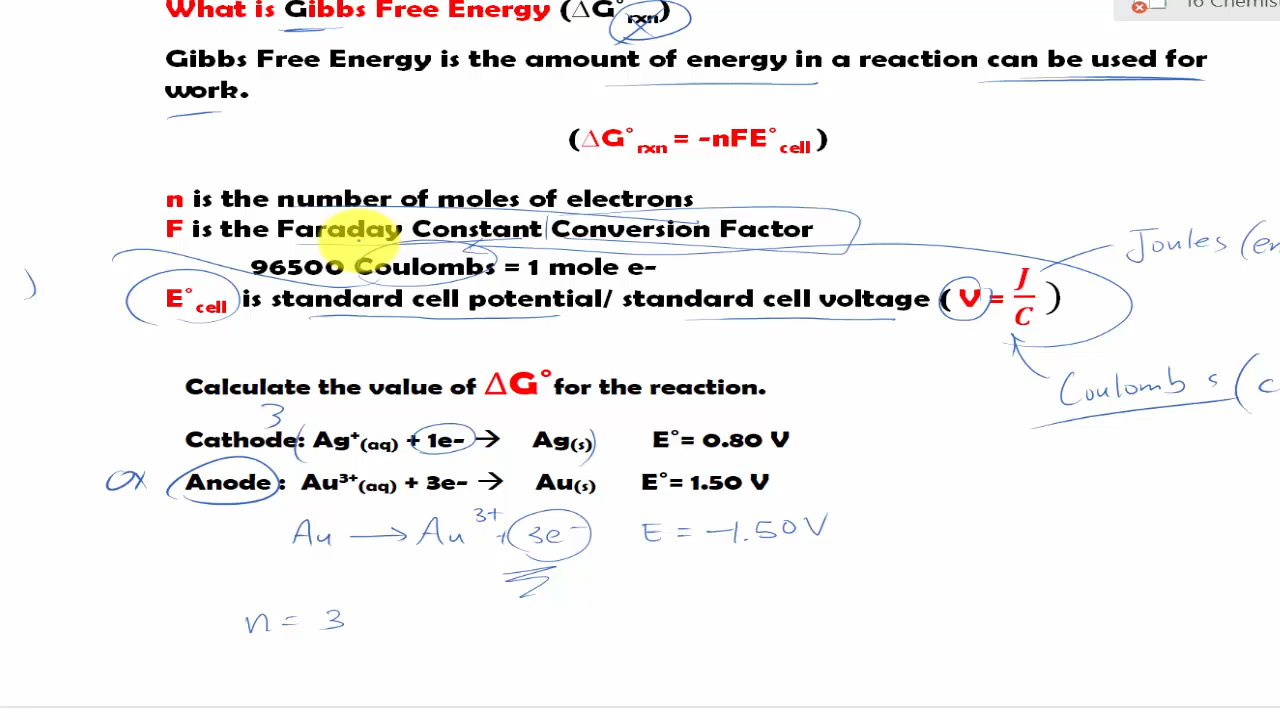 16 Chemis
What is Gibbs Free Energy (ΔG°rxn)
Gibbs Free Energy is the amount of energy in a reaction can be used for
work.
(ΔG°rxn = -nFE°cell )
n is the number of moles of electrons
F is the Faraday Constant Conversion Factor
Joules (en
96500 Coulombs = 1 mole e-
)
E°cell is standard cell potential/ standard cell voltage ( V = J/C )
Coulombs (c
Calculate the value of ΔG° for the reaction.
3
Cathode: ( Ag⁺(aq) + 1e- → Ag(s) ) E°= 0.80 V
OX Anode : Au³⁺(aq) + 3e- → Au(s) E°= 1.50 V
Au → Au³⁺ + 3e⁻ E = -1.50V
n = 3